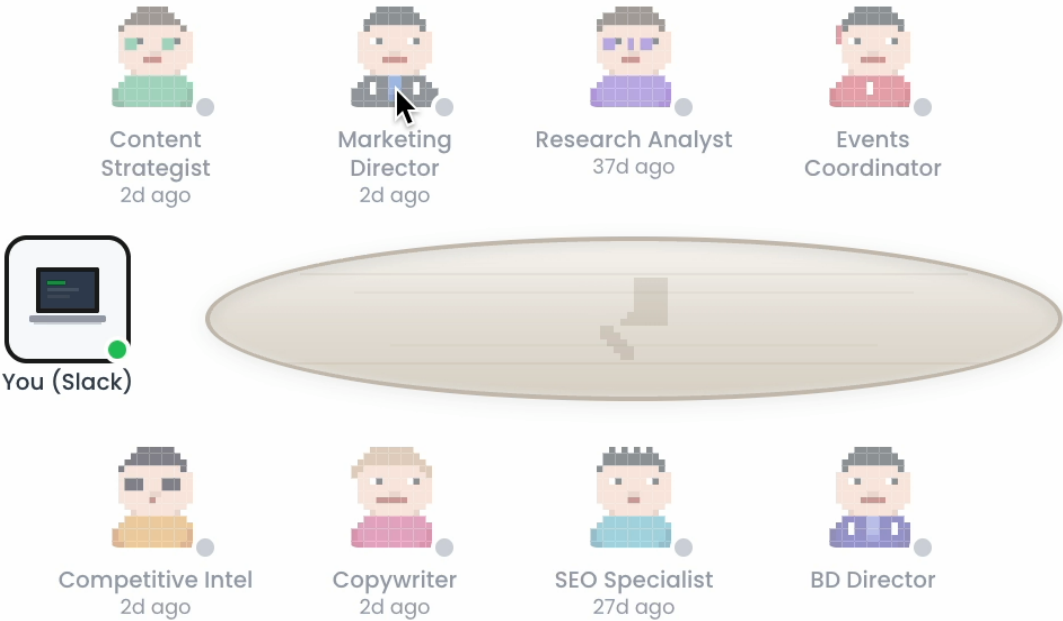 Content
Strategist
2d ago
Marketing
Director
2d ago
Research Analyst
37d ago
Events
Coordinator
You (Slack)
Competitive Intel
2d ago
Copywriter
2d ago
SEO Specialist
27d ago
BD Director